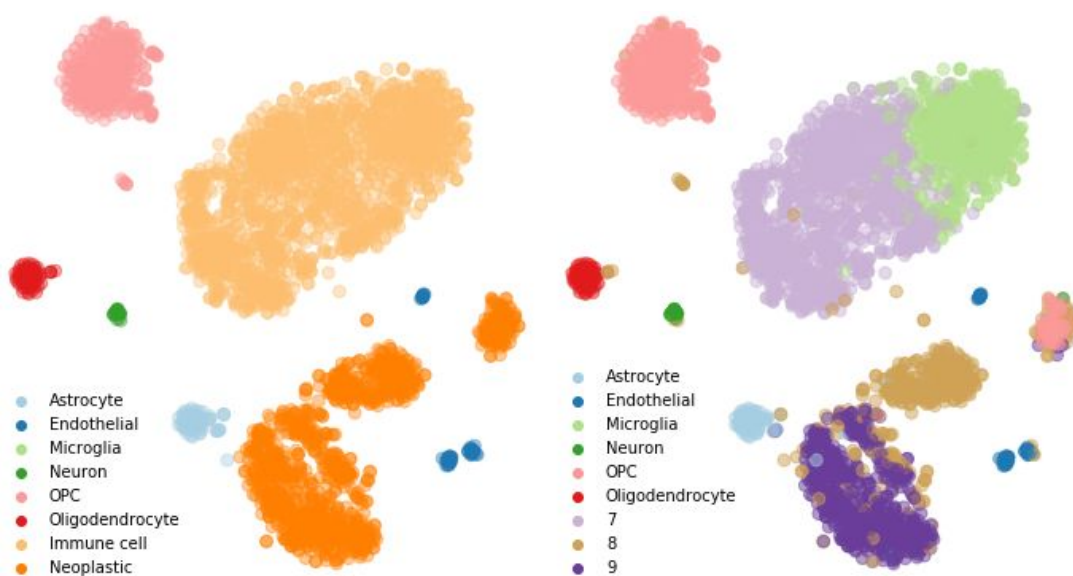 Astrocyte
Endothelial
Microglia
Neuron
OPC
Oligodendrocyte
Immune cell
Neoplastic
Astrocyte
Endothelial
Microglia
Neuron
OPC
Oligodendrocyte
7
8
9